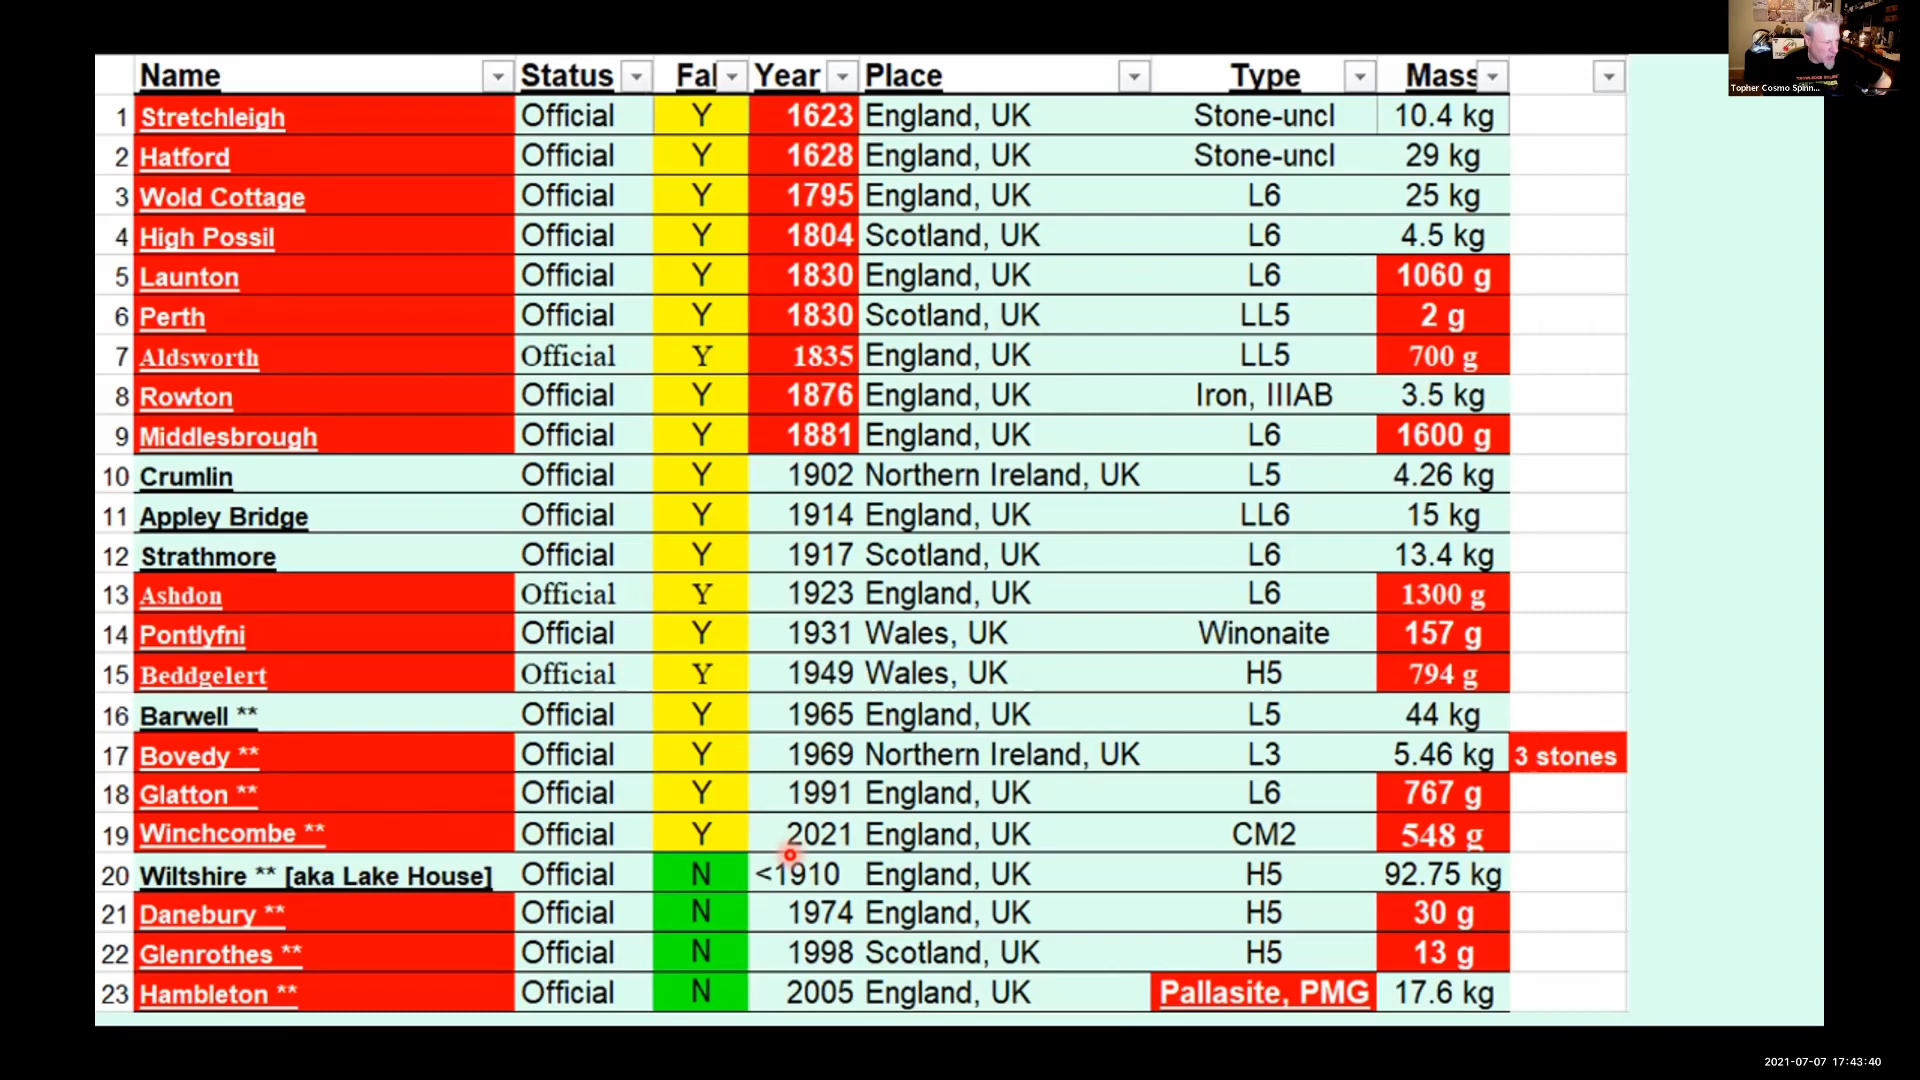 Name Status Fal Year Place Type Mass
1 Stretchleigh Official Y 1623 England, UK Stone-uncl 10.4 kg
2 Hatford Official Y 1628 England, UK Stone-uncl 29 kg
3 Wold Cottage Official Y 1795 England, UK L6 25 kg
4 High Possil Official Y 1804 Scotland, UK L6 4.5 kg
5 Launton Official Y 1830 England, UK L6 1060 g
6 Perth Official Y 1830 Scotland, UK LL5 2 g
7 Aldsworth Official Y 1835 England, UK LL5 700 g
8 Rowton Official Y 1876 England, UK Iron, IIIAB 3.5 kg
9 Middlesbrough Official Y 1881 England, UK L6 1600 g
10 Crumlin Official Y 1902 Northern Ireland, UK L5 4.26 kg
11 Appley Bridge Official Y 1914 England, UK LL6 15 kg
12 Strathmore Official Y 1917 Scotland, UK L6 13.4 kg
13 Ashdon Official Y 1923 England, UK L6 1300 g
14 Pontlyfni Official Y 1931 Wales, UK Winonaite 157 g
15 Beddgelert Official Y 1949 Wales, UK H5 794 g
16 Barwell ** Official Y 1965 England, UK L5 44 kg
17 Bovedy ** Official Y 1969 Northern Ireland, UK L3 5.46 kg 3 stones
18 Glatton ** Official Y 1991 England, UK L6 767 g
19 Winchcombe ** Official Y 2021 England, UK CM2 548 g
20 Wiltshire ** [aka Lake House] Official N <1910 England, UK H5 92.75 kg
21 Danebury ** Official N 1974 England, UK H5 30 g
22 Glenrothes ** Official N 1998 Scotland, UK H5 13 g
23 Hambleton ** Official N 2005 England, UK Pallasite, PMG 17.6 kg
Topher Cosmo Spinn...
2021-07-07 17:43:40